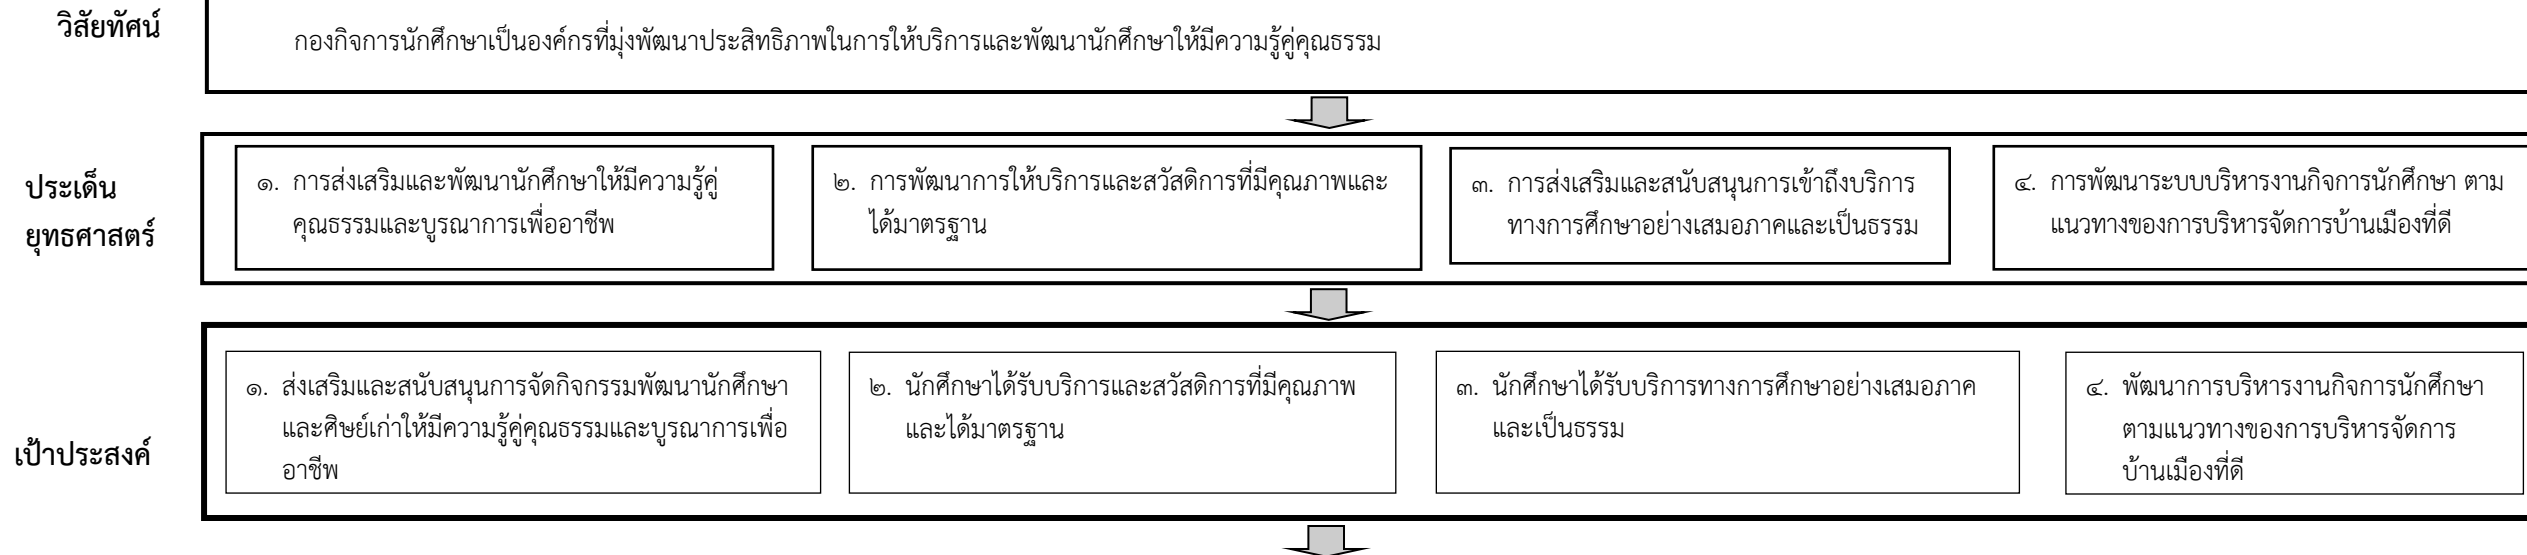 วิสัยทัศน์
กองกิจการนักศึกษาเป็นองค์กรที่มุ่งพัฒนาประสิทธิภาพในการให้บริการและพัฒนานักศึกษาให้มีความรู้คู่คุณธรรม
ประเด็น
ยุทธศาสตร์
๑. การส่งเสริมและพัฒนานักศึกษาให้มีความรู้คู่
คุณธรรมและบูรณาการเพื่ออาชีพ
๒. การพัฒนาการให้บริการและสวัสดิการที่มีคุณภาพและ
ได้มาตรฐาน
๓. การส่งเสริมและสนับสนุนการเข้าถึงบริการ
ทางการศึกษาอย่างเสมอภาคและเป็นธรรม
๔. การพัฒนาระบบบริหารงานกิจการนักศึกษา ตาม
แนวทางของการบริหารจัดการบ้านเมืองที่ดี
เป้าประสงค์
๑. ส่งเสริมและสนับสนุนการจัดกิจกรรมพัฒนานักศึกษา
และศิษย์เก่าให้มีความรู้คู่คุณธรรมและบูรณาการเพื่อ
อาชีพ
๒. นักศึกษาได้รับบริการและสวัสดิการที่มีคุณภาพ
และได้มาตรฐาน
๓. นักศึกษาได้รับบริการทางการศึกษาอย่างเสมอภาค
และเป็นธรรม
๔. พัฒนาการบริหารงานกิจการนักศึกษา
ตามแนวทางของการบริหารจัดการ
บ้านเมืองที่ดี